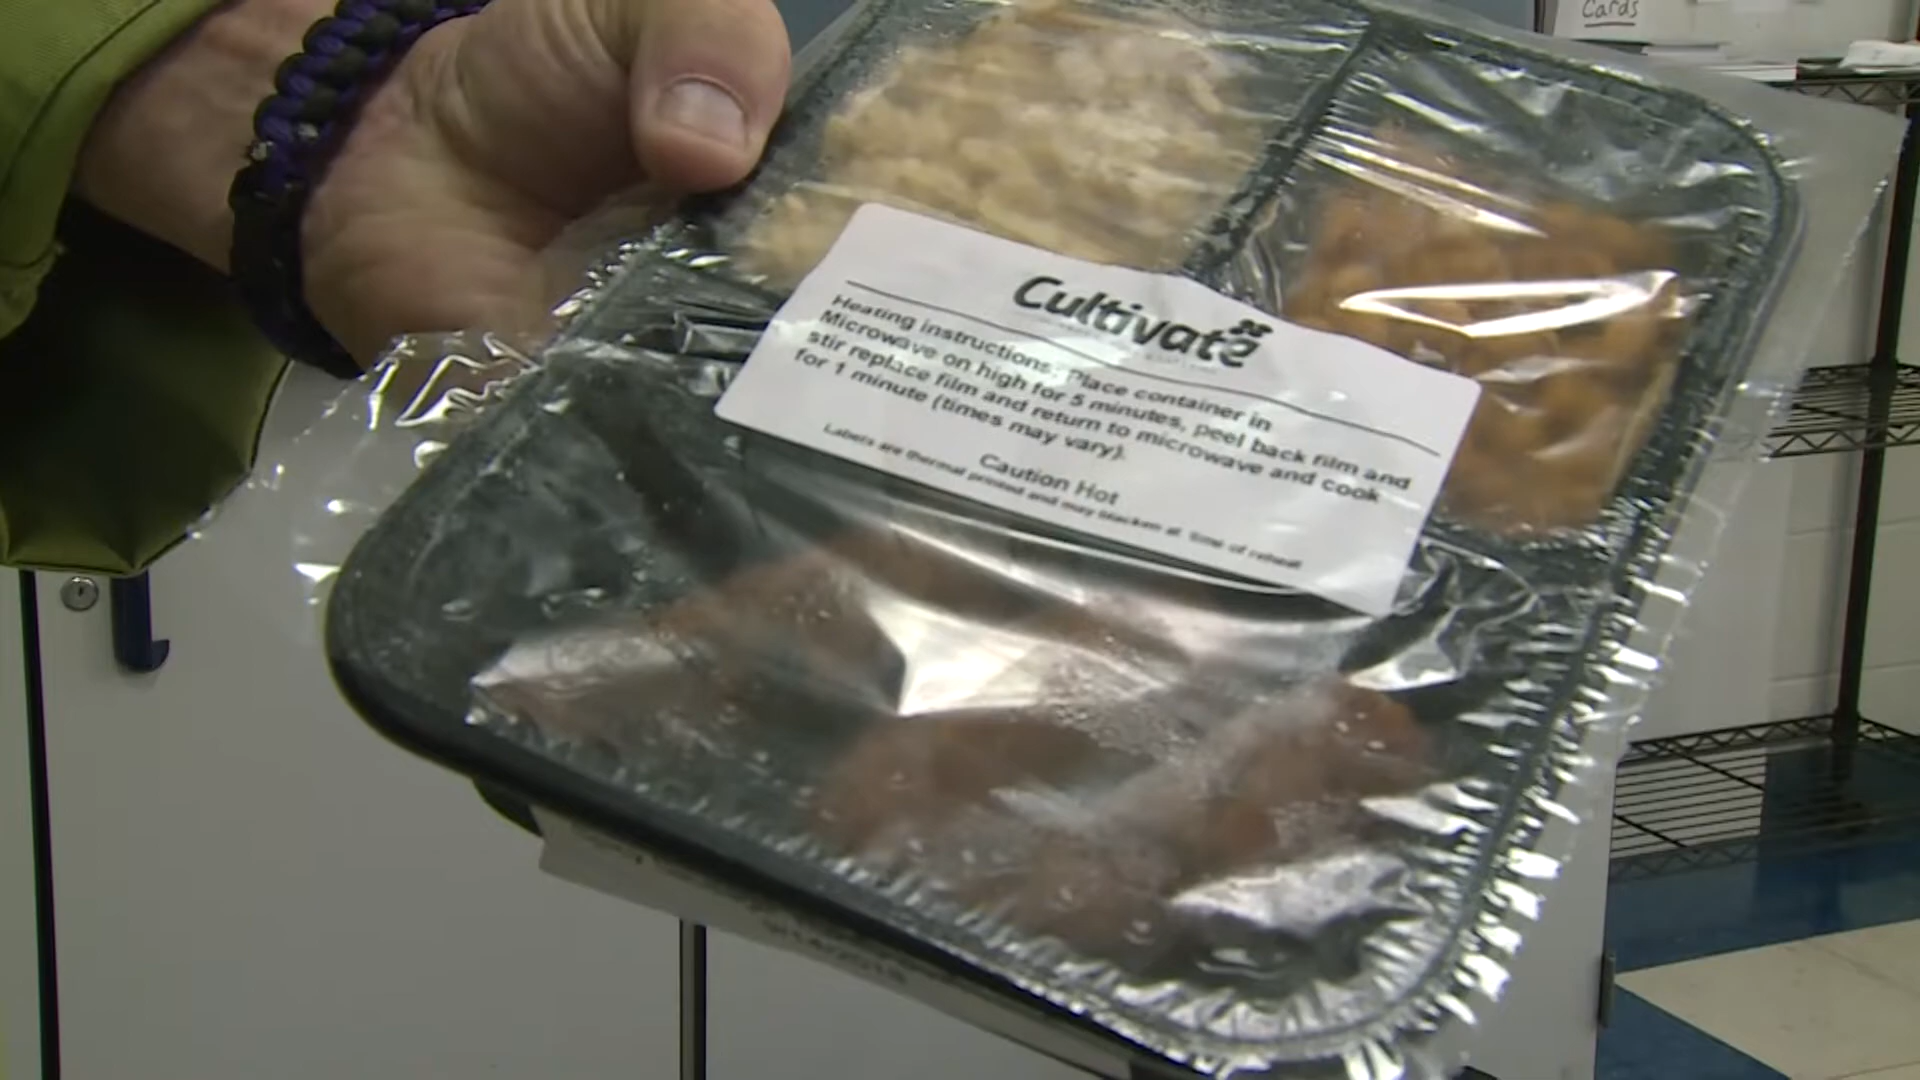 Cards
Cultivate
Heating instructions: Place container in
Microwave on high for 5 minutes, peel back film and
stir replace film and return to microwave and cook
for 1 minute (times may vary).
Caution Hot
Labels are thermal printed and may blacken at time of reheat